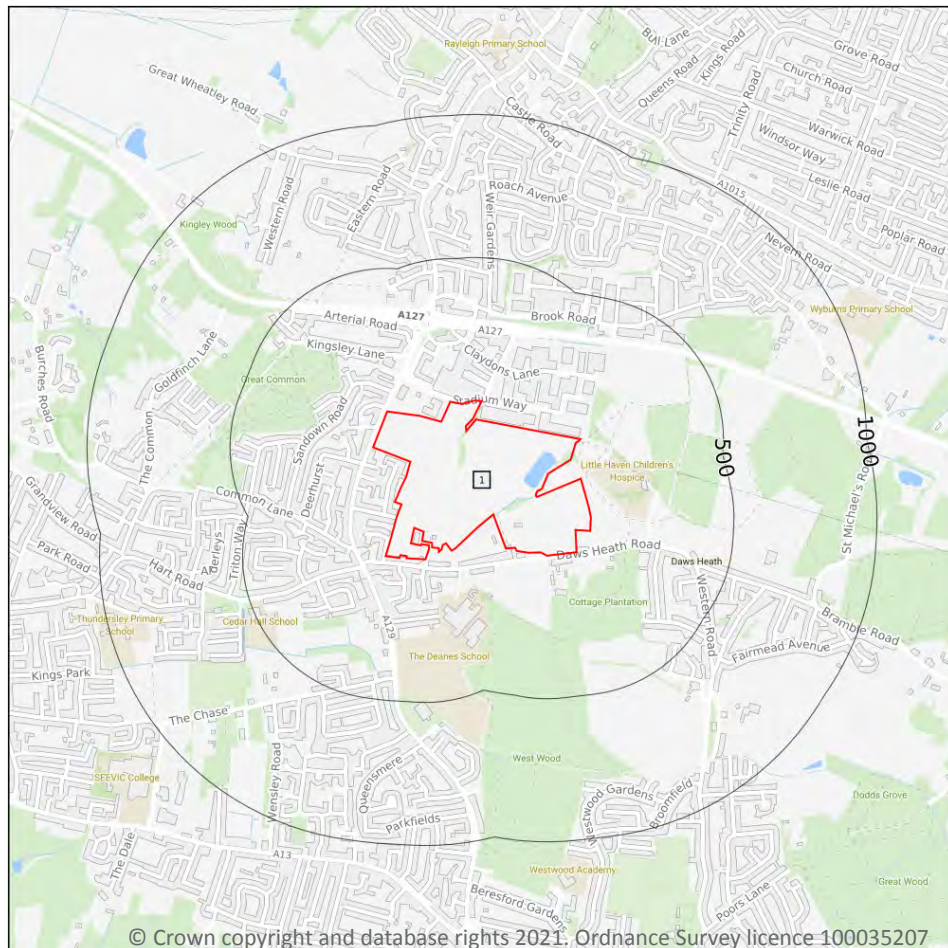 Rayleigh Primary School
Bull Lane
Grove Road
Great Wheatley Road
Queens Road
Kings Road
Church Road
Castle Road
Trinity Road
Warwick Road
Windsor Way
Leslie Road
A1015
Roach Avenue
Western Road
Eastern Road
Weir Gardens
Poplar Road
Kingley Wood
Nevern Road
Wyburns Primary School
A127
Arterial Road
A127
Brook Road
Kingsley Lane
Claydons Lane
Goldfinch Lane
Burches Road
Great Common
Stadium Way
Sandown Road
The Common
1000
500
Little Haven Children's
Hospice
1
Deerhurst
Common Lane
Grandview Road
St Michael's Road
Triton Way
Park Road
Hart Road
Daws Heath Road
Daws Heath
Cottage Plantation
Western Road
Thundersley Primary
School
Cedar Hall School
A129
Bramble Road
The Deanes School
Fairmead Avenue
Kings Park
The Chase
West Wood
SEEVIC College
Wensley Road
Queensmere
Westwood Gardens
Broomfield
Dodds Grove
Parkfields
A13
The Dale
Westwood Academy
Great Wood
Beresford Gardens
Poors Lane
© Crown copyright and database rights 2021. Ordnance Survey licence 100035207